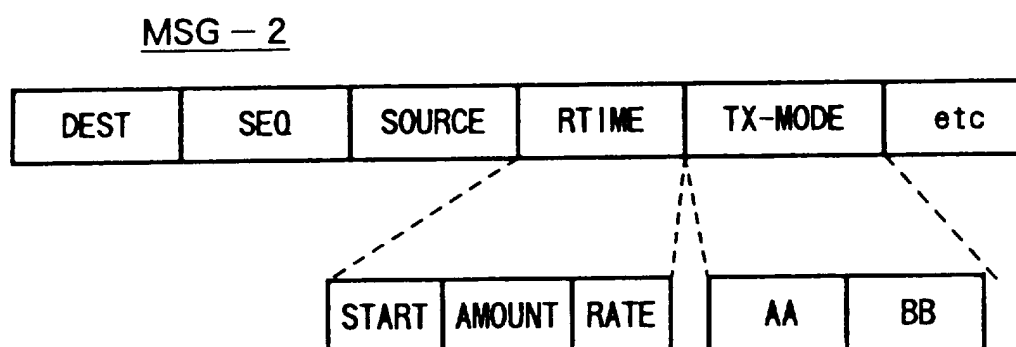 MSG – 2
DEST SEQ SOURCE RTIME TX-MODE etc
START AMOUNT RATE AA BB